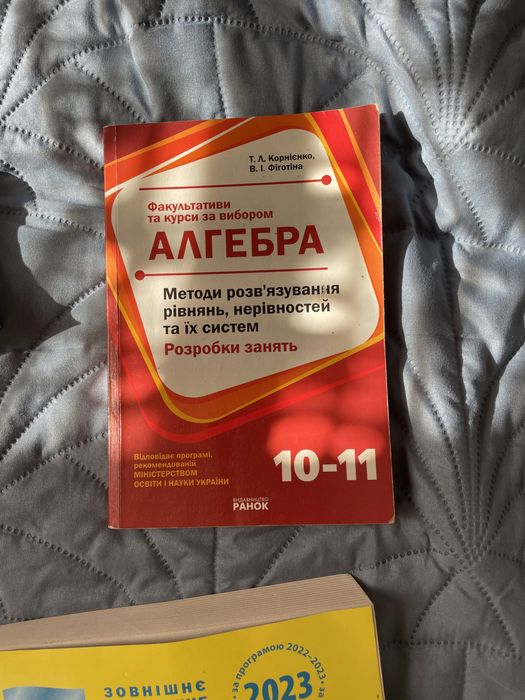 Т. Л. Корнієнко,
В. І. Фіготіна
Факультативи
та курси за вибором
АЛГЕБРА
Методи розв'язування
рівнянь, нерівностей
та їх систем
Розробки занять
Відповідає програмі,
рекомендованій
МІНІСТЕРСТВОМ
ОСВІТИ І НАУКИ УКРАЇНИ
10-11
ВИДАВНИЦТВО
РАНОК
ЗОВНІШНЄ
за програмою 2022–2023 • за
2023